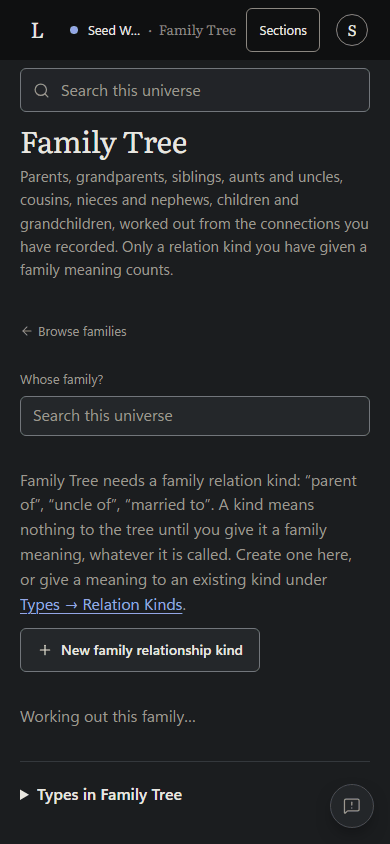 L
Seed W... · Family Tree
Sections
S
Search this universe
Family Tree
Parents, grandparents, siblings, aunts and uncles,
cousins, nieces and nephews, children and
grandchildren, worked out from the connections you
have recorded. Only a relation kind you have given a
family meaning counts.
← Browse families
Whose family?
Search this universe
Family Tree needs a family relation kind: “parent
of”, “uncle of”, “married to”. A kind means
nothing to the tree until you give it a family
meaning, whatever it is called. Create one here,
or give a meaning to an existing kind under
Types → Relation Kinds.
+ New family relationship kind
Working out this family...
▶ Types in Family Tree